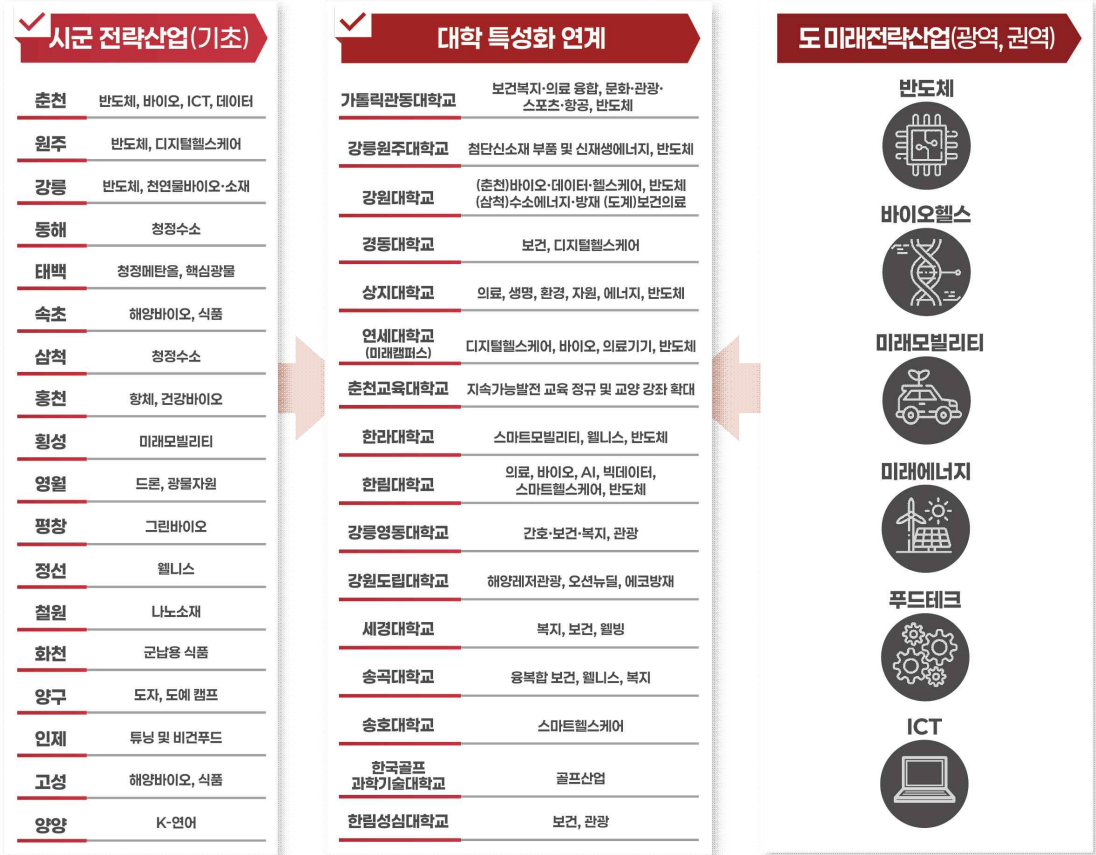 시군 전략산업(기초)
춘천 반도체, 바이오, ICT, 데이터
원주 반도체, 디지털헬스케어
강릉 반도체, 천연물바이오·소재
동해 청정수소
태백 청정메탄올, 핵심광물
속초 해양바이오, 식품
삼척 청정수소
홍천 항체, 건강바이오
횡성 미래모빌리티
영월 드론, 광물자원
평창 그린바이오
정선 웰니스
철원 나노소재
화천 군납용 식품
양구 도자, 도예 캠프
인제 튜닝 및 비건푸드
고성 해양바이오, 식품
양양 K-연어
대학 특성화 연계
가톨릭관동대학교 보건복지·의료 융합, 문화·관광·
스포츠·항공, 반도체
강릉원주대학교 첨단신소재 부품 및 신재생에너지, 반도체
강원대학교 (춘천)바이오·데이터·헬스케어, 반도체
(삼척)수소에너지·방재 (도계)보건의료
경동대학교 보건, 디지털헬스케어
상지대학교 의료, 생명, 환경, 자원, 에너지, 반도체
연세대학교
(미래캠퍼스) 디지털헬스케어, 바이오, 의료기기, 반도체
춘천교육대학교 지속가능발전 교육 정규 및 교양 강좌 확대
한라대학교 스마트모빌리티, 웰니스, 반도체
한림대학교 의료, 바이오, AI, 빅데이터,
스마트헬스케어, 반도체
강릉영동대학교 간호·보건·복지, 관광
강원도립대학교 해양레저관광, 오션뉴딜, 에코방재
세경대학교 복지, 보건, 웰빙
송곡대학교 융복합 보건, 웰니스, 복지
송호대학교 스마트헬스케어
한국골프
과학기술대학교 골프산업
한림성심대학교 보건, 관광
도 미래전략산업(광역, 권역)
반도체
바이오헬스
미래모빌리티
미래에너지
푸드테크
ICT